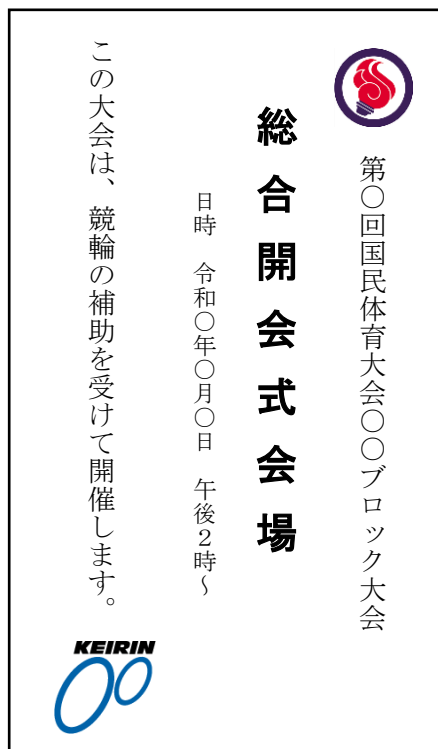 第〇回国民体育大会〇〇ブロック大会
総合開会式会場
日時　令和〇年〇月〇日　午後２時～
この大会は、競輪の補助を受けて開催します。
KEIRIN